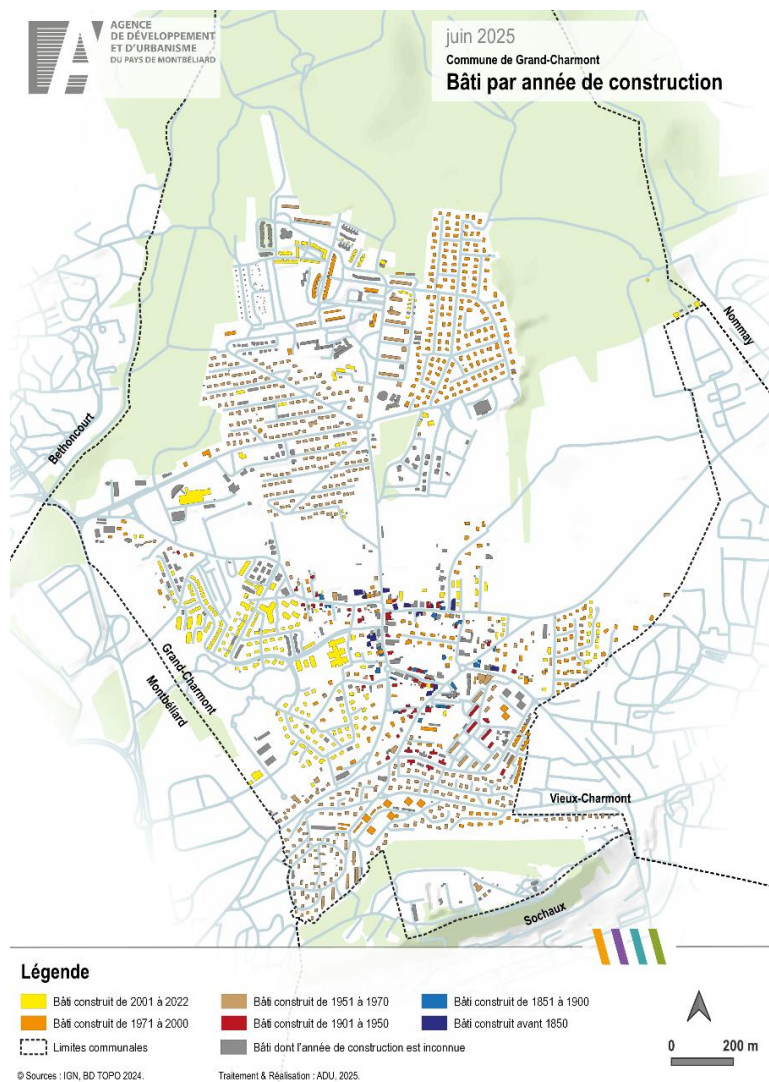 AGENCE
DE DÉVELOPPEMENT
ET D'URBANISME
DU PAYS DE MONTBÉLIARD
juin 2025
Commune de Grand-Charmont
Bâti par année de construction
Nommay
Bethoncourt
Grand-Charmont
Montbéliard
Vieux-Charmont
Sochaux
Légende
Bâti construit de 2001 à 2022
Bâti construit de 1951 à 1970
Bâti construit de 1851 à 1900
Bâti construit de 1971 à 2000
Bâti construit de 1901 à 1950
Bâti construit avant 1850
Limites communales
Bâti dont l'année de construction est inconnue
0 200 m
© Sources : IGN, BD TOPO 2024.
Traitement & Réalisation : ADU, 2025.